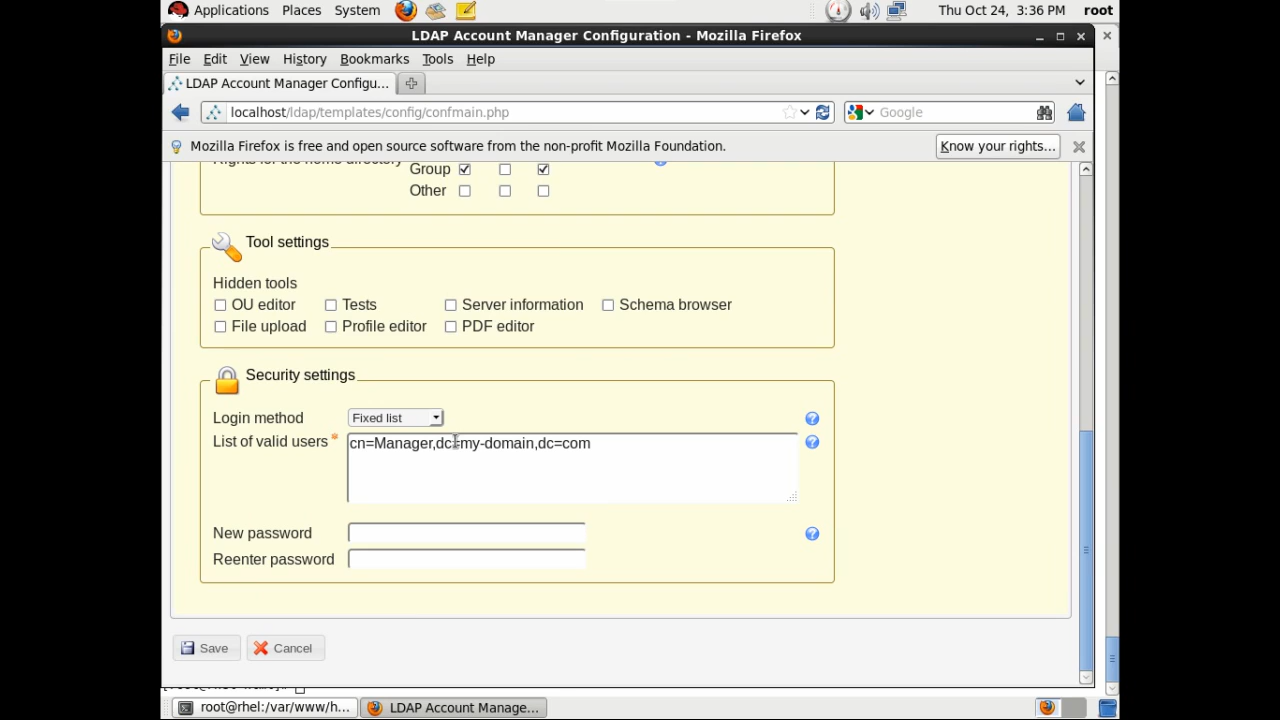 Applications Places System Thu Oct 24, 3:36 PM root
LDAP Account Manager Configuration - Mozilla Firefox
File Edit View History Bookmarks Tools Help
LDAP Account Manager Configu...
localhost/ldap/templates/config/confmain.php Google
Mozilla Firefox is free and open source software from the non-profit Mozilla Foundation. Know your rights...
Rights for the home directory
Group
Other
Tool settings
Hidden tools
OU editor Tests Server information Schema browser
File upload Profile editor PDF editor
Security settings
Login method Fixed list
List of valid users * cn=Manager,dc=my-domain,dc=com
New password
Reenter password
Save Cancel
root@rhel:/var/www/h... LDAP Account Manage...